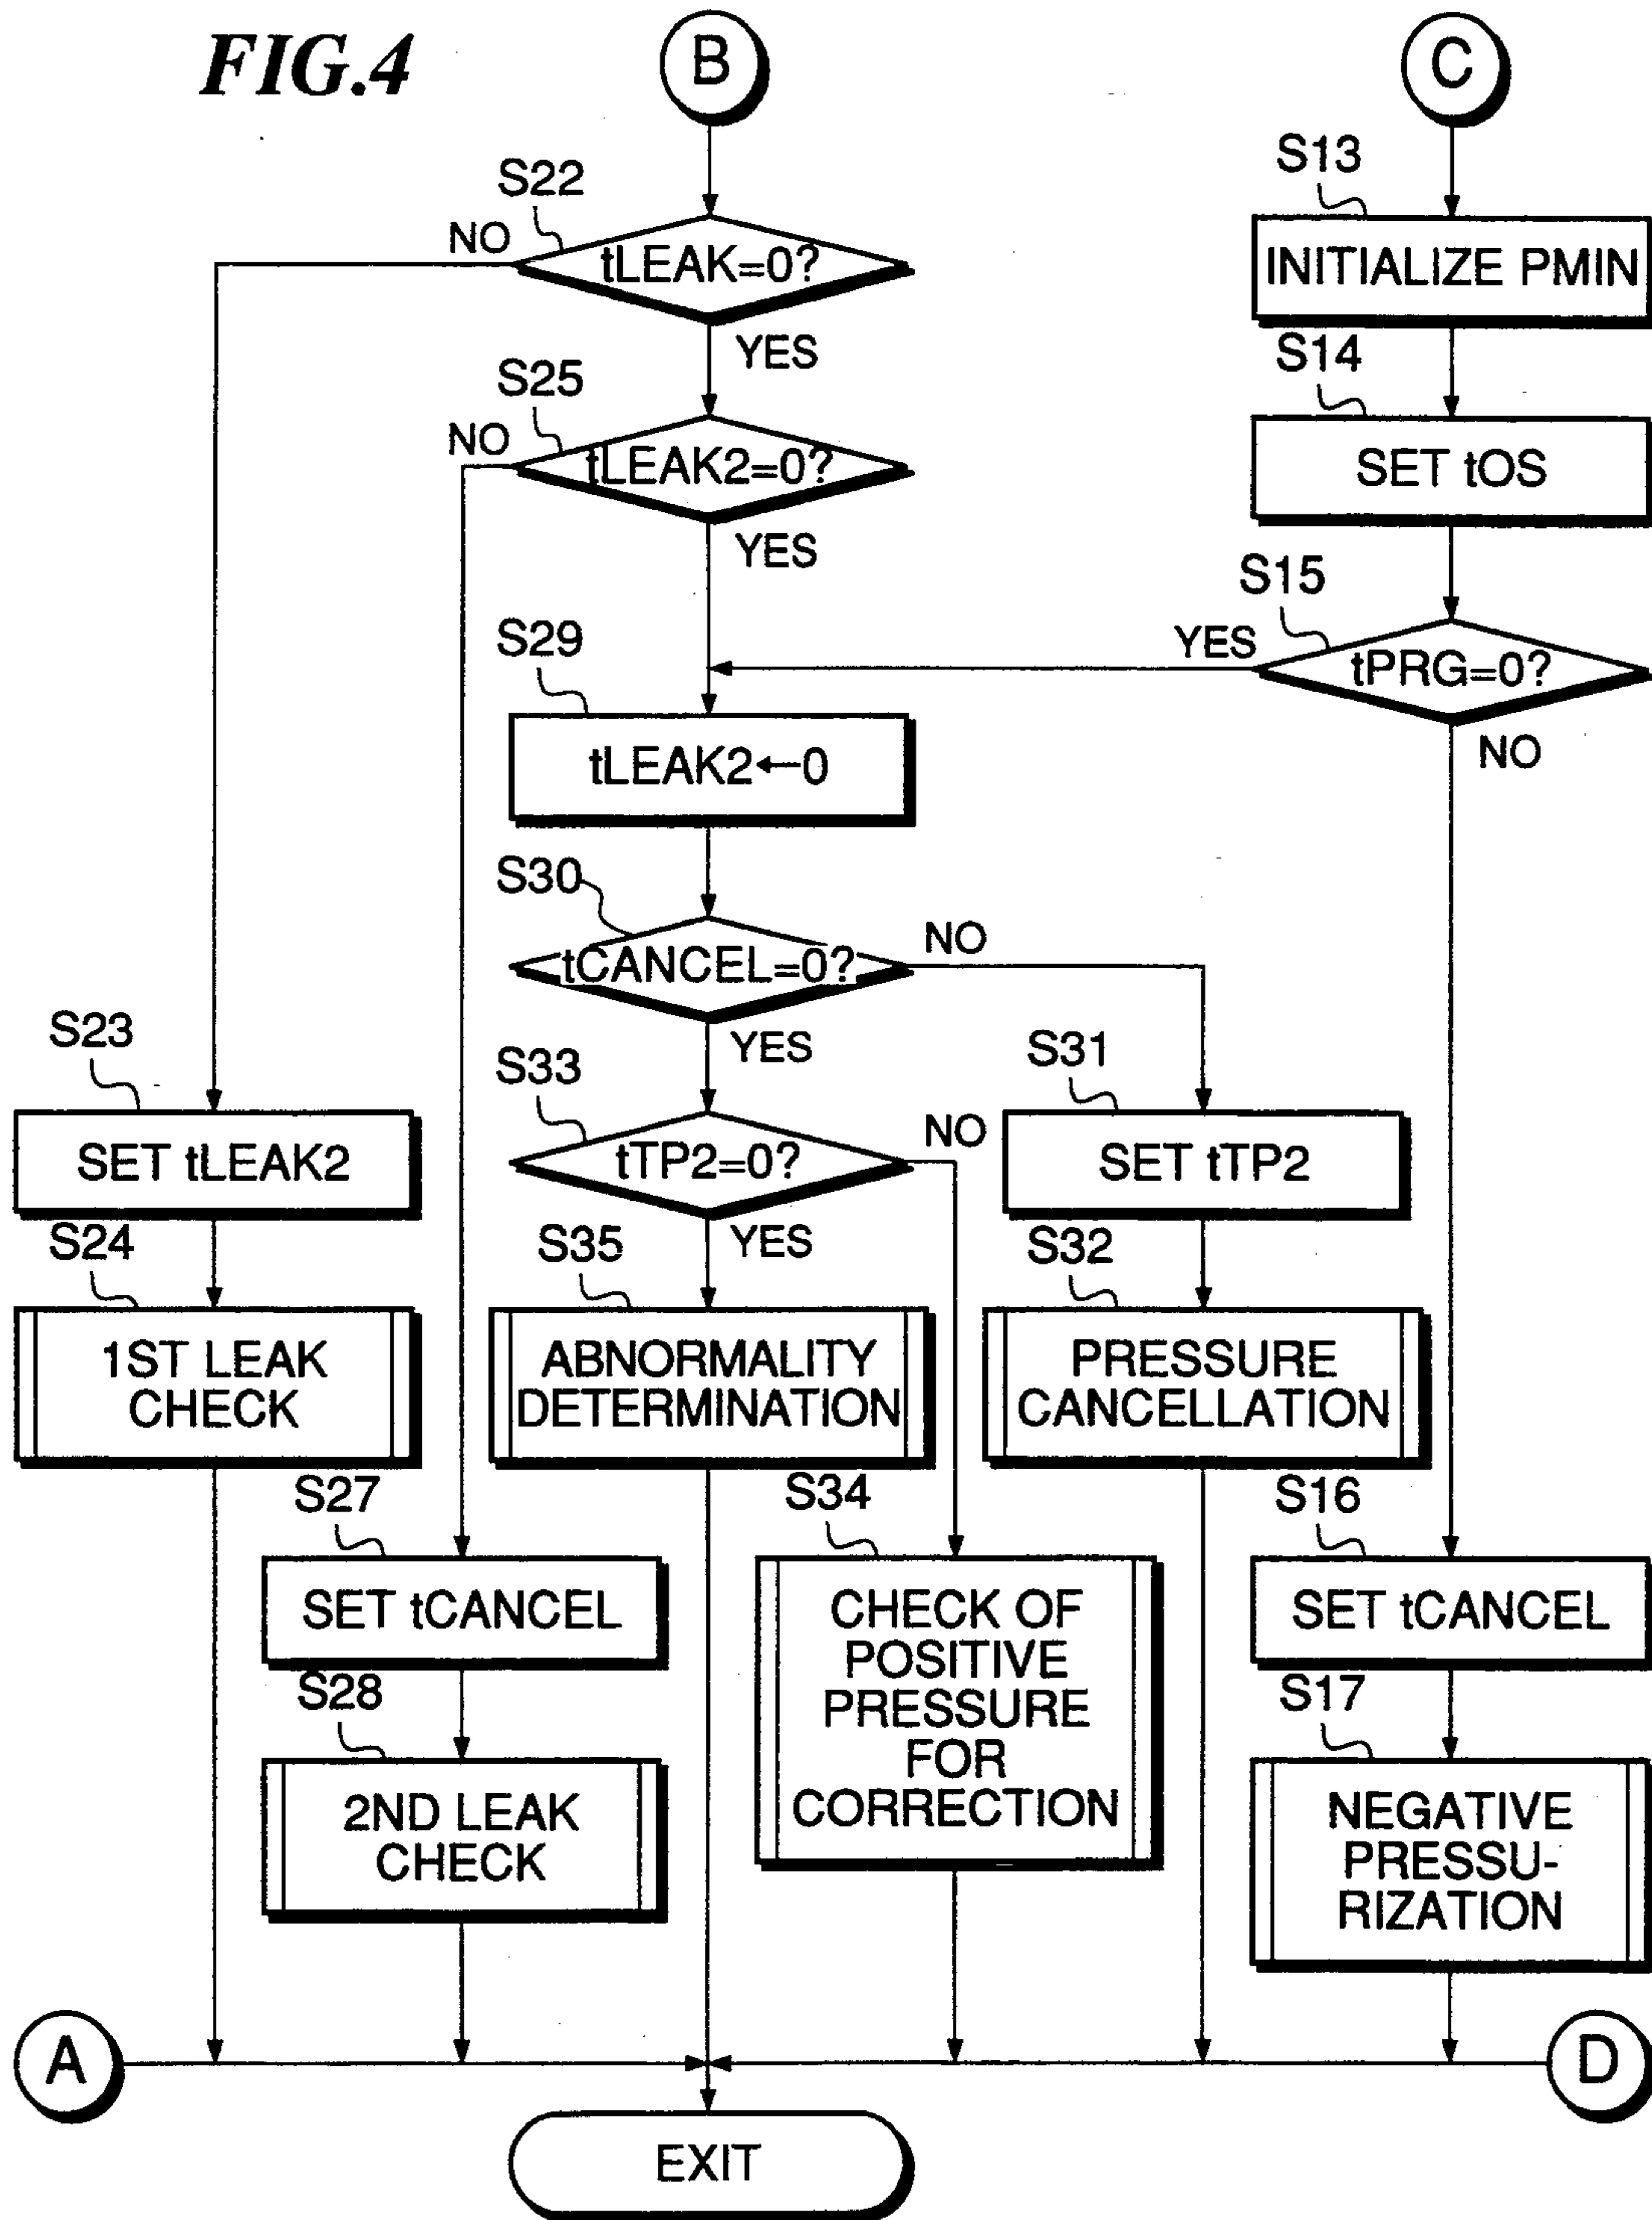 FIG.4
B
C
S22
tLEAK=0?
NO
YES
S25
tLEAK2=0?
NO
YES
S13
INITIALIZE PMIN
S14
SET tOS
S15
tPRG=0?
YES
NO
S29
tLEAK2←0
S30
tCANCEL=0?
NO
YES
S23
SET tLEAK2
S24
1ST LEAK
CHECK
S33
tTP2=0?
NO
YES
S31
SET tTP2
S32
PRESSURE
CANCELLATION
S35
ABNORMALITY
DETERMINATION
S27
SET tCANCEL
S28
2ND LEAK
CHECK
S34
CHECK OF
POSITIVE
PRESSURE
FOR
CORRECTION
S16
SET tCANCEL
S17
NEGATIVE
PRESSU-
RIZATION
A
D
EXIT